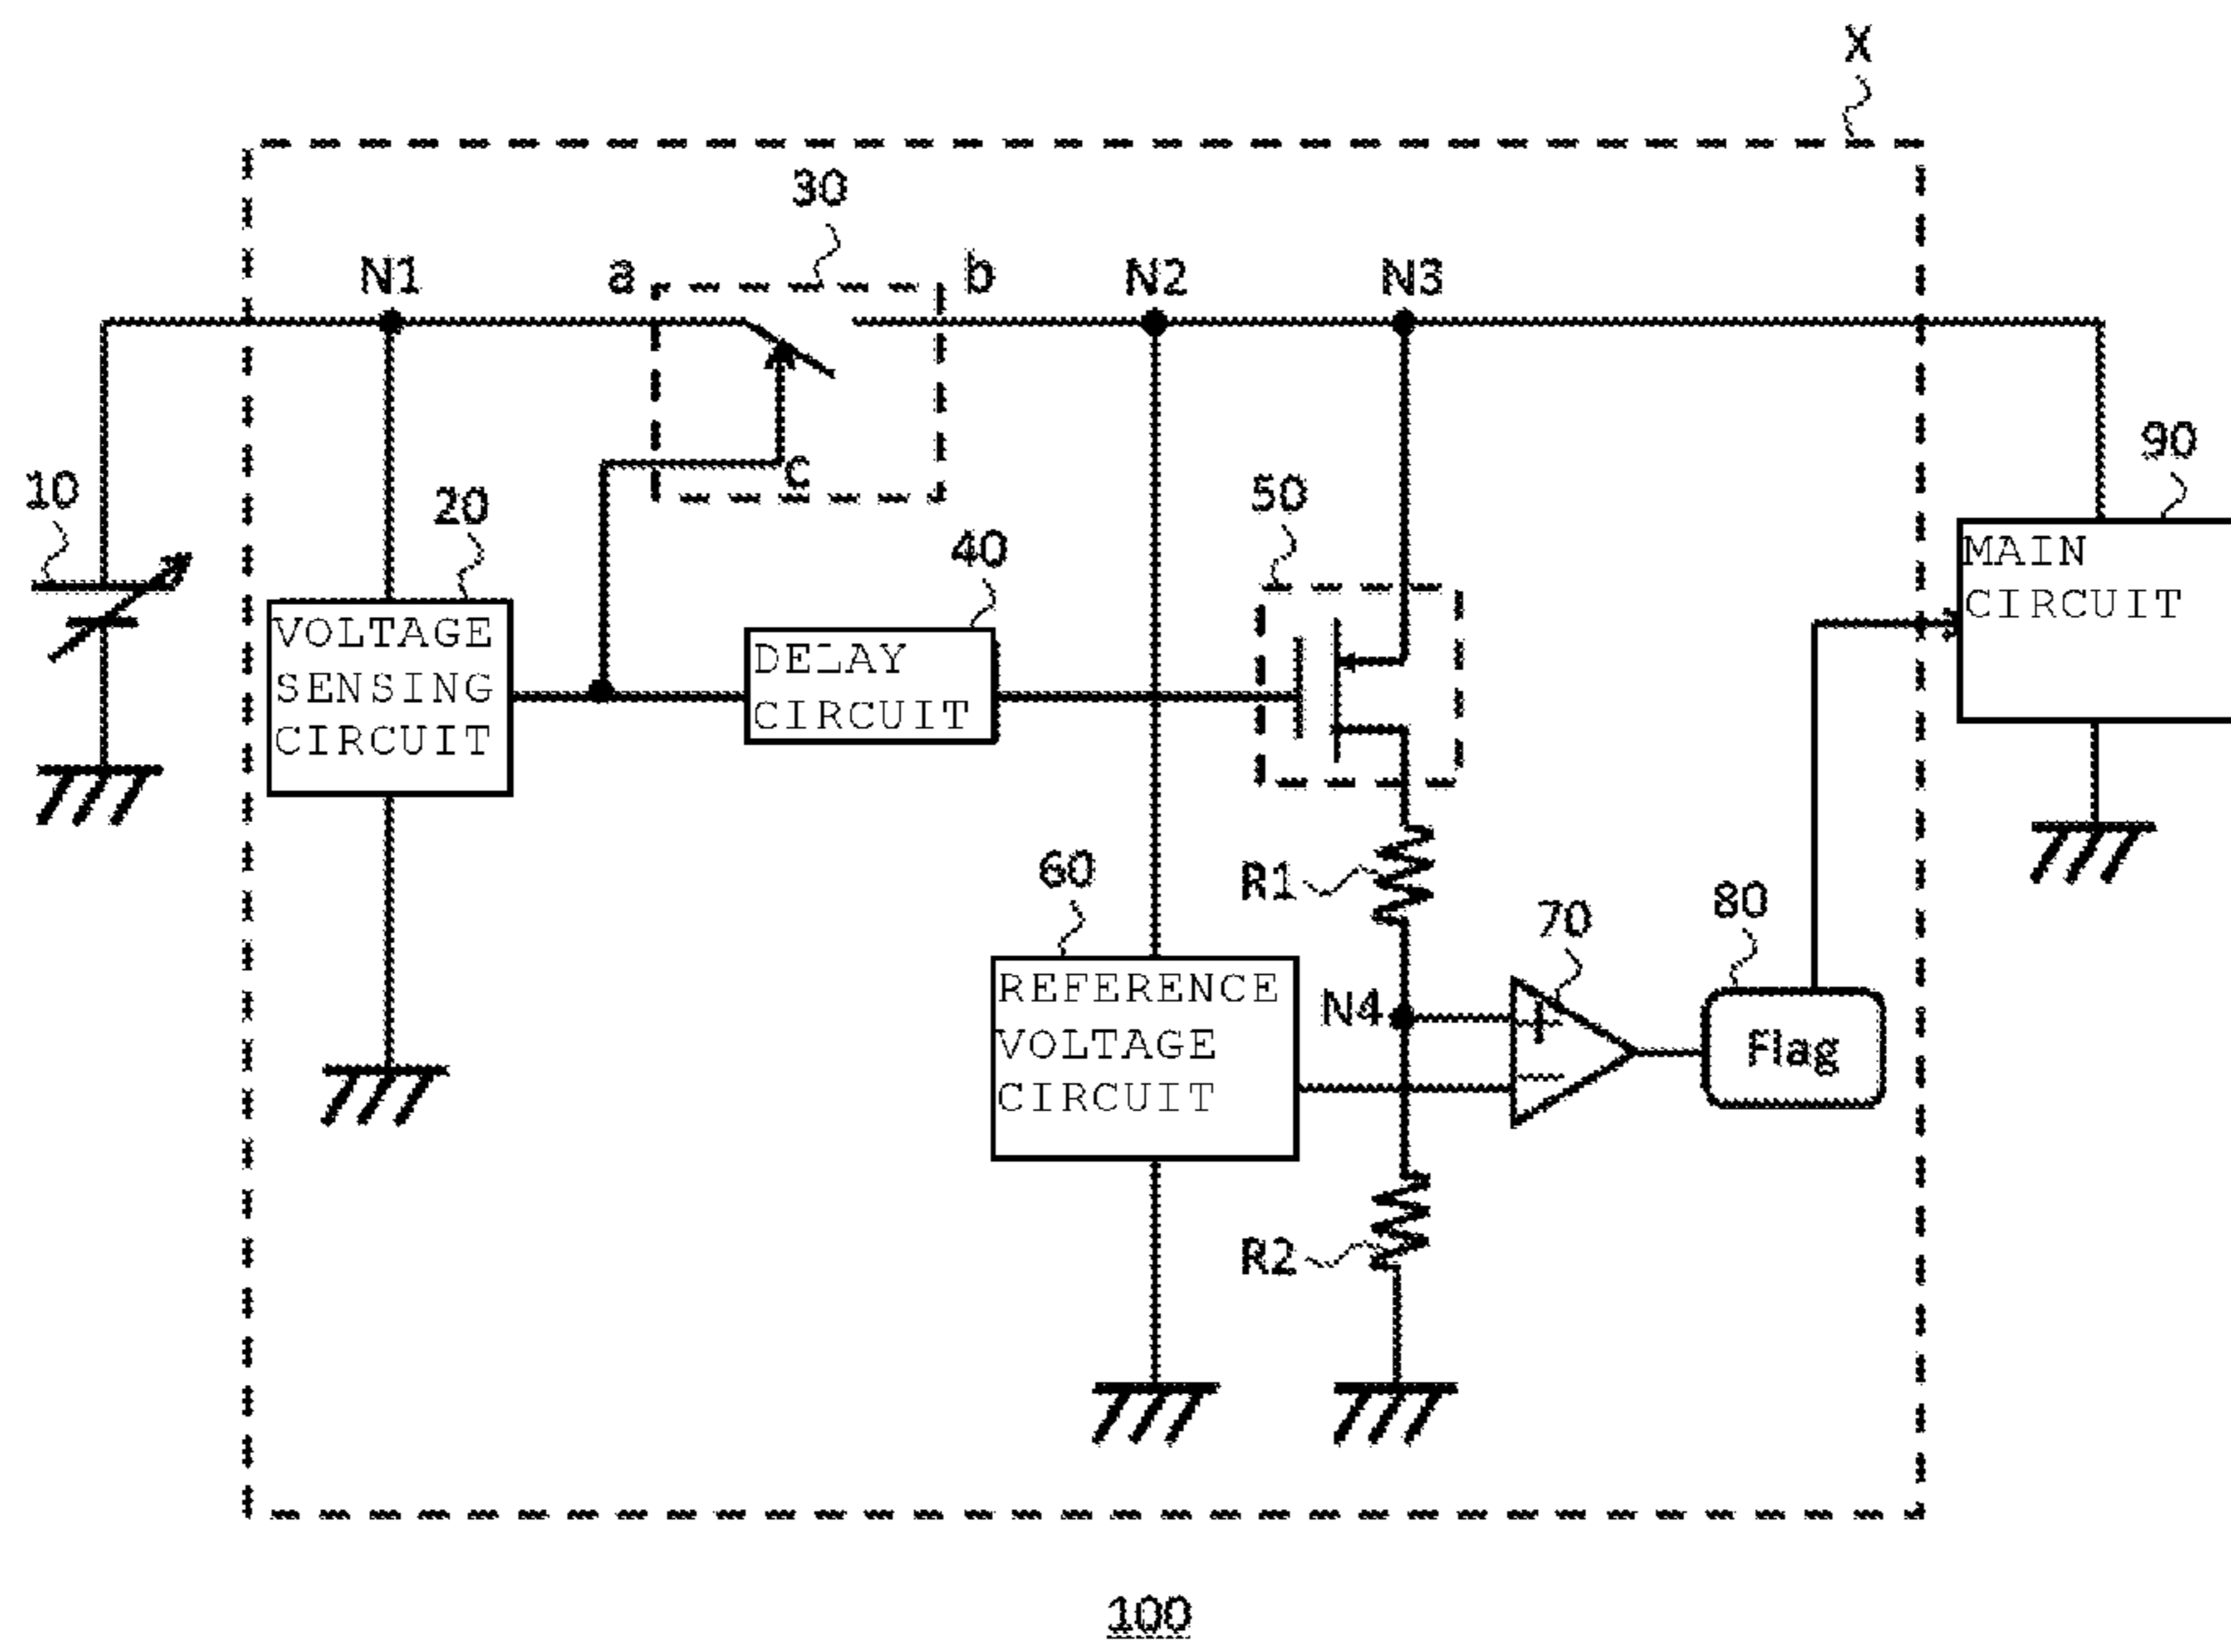 X
30
N1
a
b
N2
N3
c
10
20
40
50
90
VOLTAGE
SENSING
CIRCUIT
DELAY
CIRCUIT
MAIN
CIRCUIT
R1
60
70
80
REFERENCE
VOLTAGE
CIRCUIT
N4
+
-
Flag
R2
100